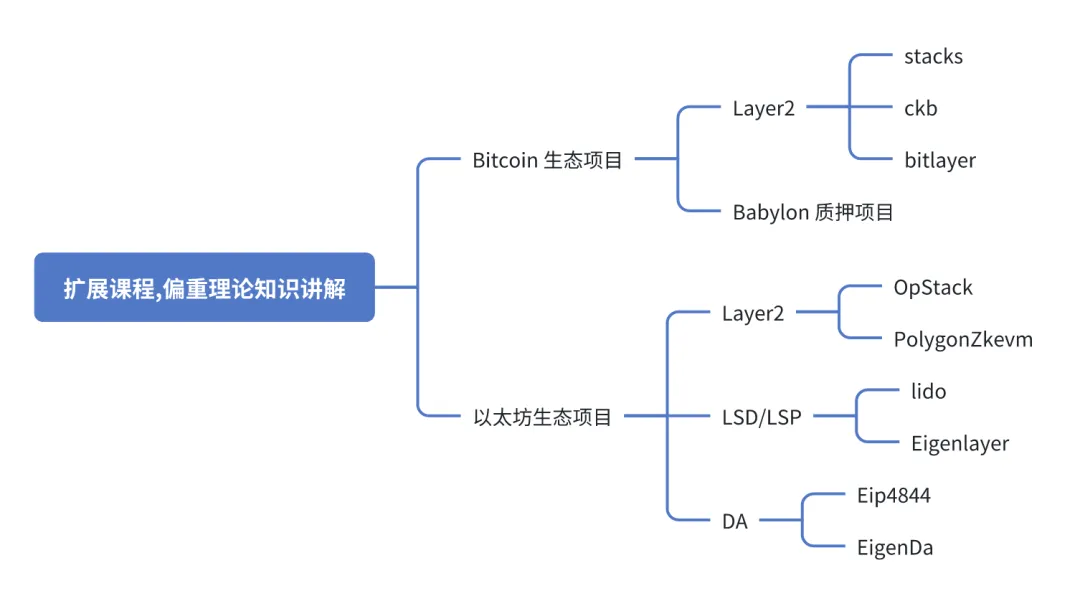 扩展课程,偏重理论知识讲解
Bitcoin 生态项目
Layer2
stacks
ckb
bitlayer
Babylon 质押项目
以太坊生态项目
Layer2
OpStack
PolygonZkevm
LSD/LSP
lido
Eigenlayer
DA
Eip4844
EigenDa